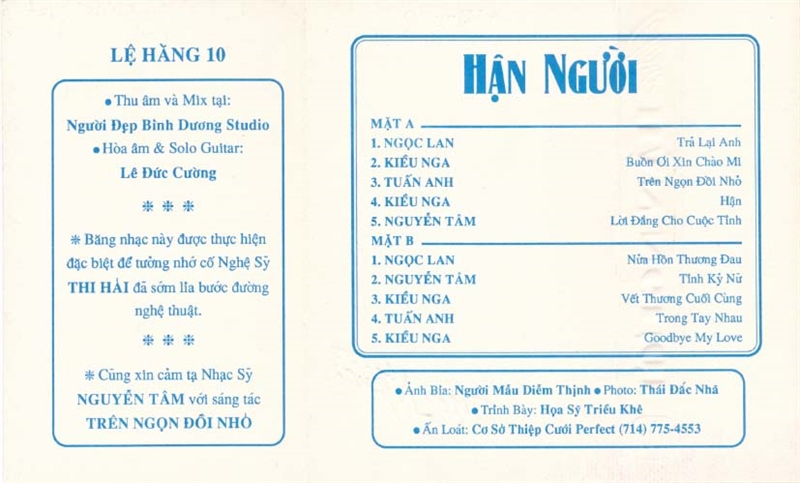 LỆ HẰNG 10
● Thu âm và Mix tại:
Người Đẹp Bình Dương Studio
● Hòa âm & Solo Guitar:
Lê Đức Cường
❋ ❋ ❋
❋ Băng nhạc này được thực hiện
đặc biệt để tưởng nhớ cố Nghệ Sỹ
THI HẢI đã sớm lìa bước đường
nghệ thuật.
❋ ❋ ❋
❋ Cũng xin cảm tạ Nhạc Sỹ
NGUYỄN TÂM với sáng tác
TRÊN NGỌN ĐỒI NHỎ
HẬN NGƯỜI
MẶT A
1. NGỌC LAN Trả Lại Anh
2. KIỀU NGA Buồn Ơi Xin Chào Mi
3. TUẤN ANH Trên Ngọn Đồi Nhỏ
4. KIỀU NGA Hận
5. NGUYỄN TÂM Lời Đắng Cho Cuộc Tình
MẶT B
1. NGỌC LAN Nửa Hồn Thương Đau
2. NGUYỄN TÂM Tình Kỹ Nữ
3. KIỀU NGA Vết Thương Cuối Cùng
4. TUẤN ANH Trong Tay Nhau
5. KIỀU NGA Goodbye My Love
● Ảnh Bìa: Người Mẫu Diễm Thịnh ● Photo: Thái Đắc Nhã
● Trình Bày: Họa Sỹ Triều Khê
● Ấn Loát: Cơ Sở Thiệp Cưới Perfect (714) 775-4553